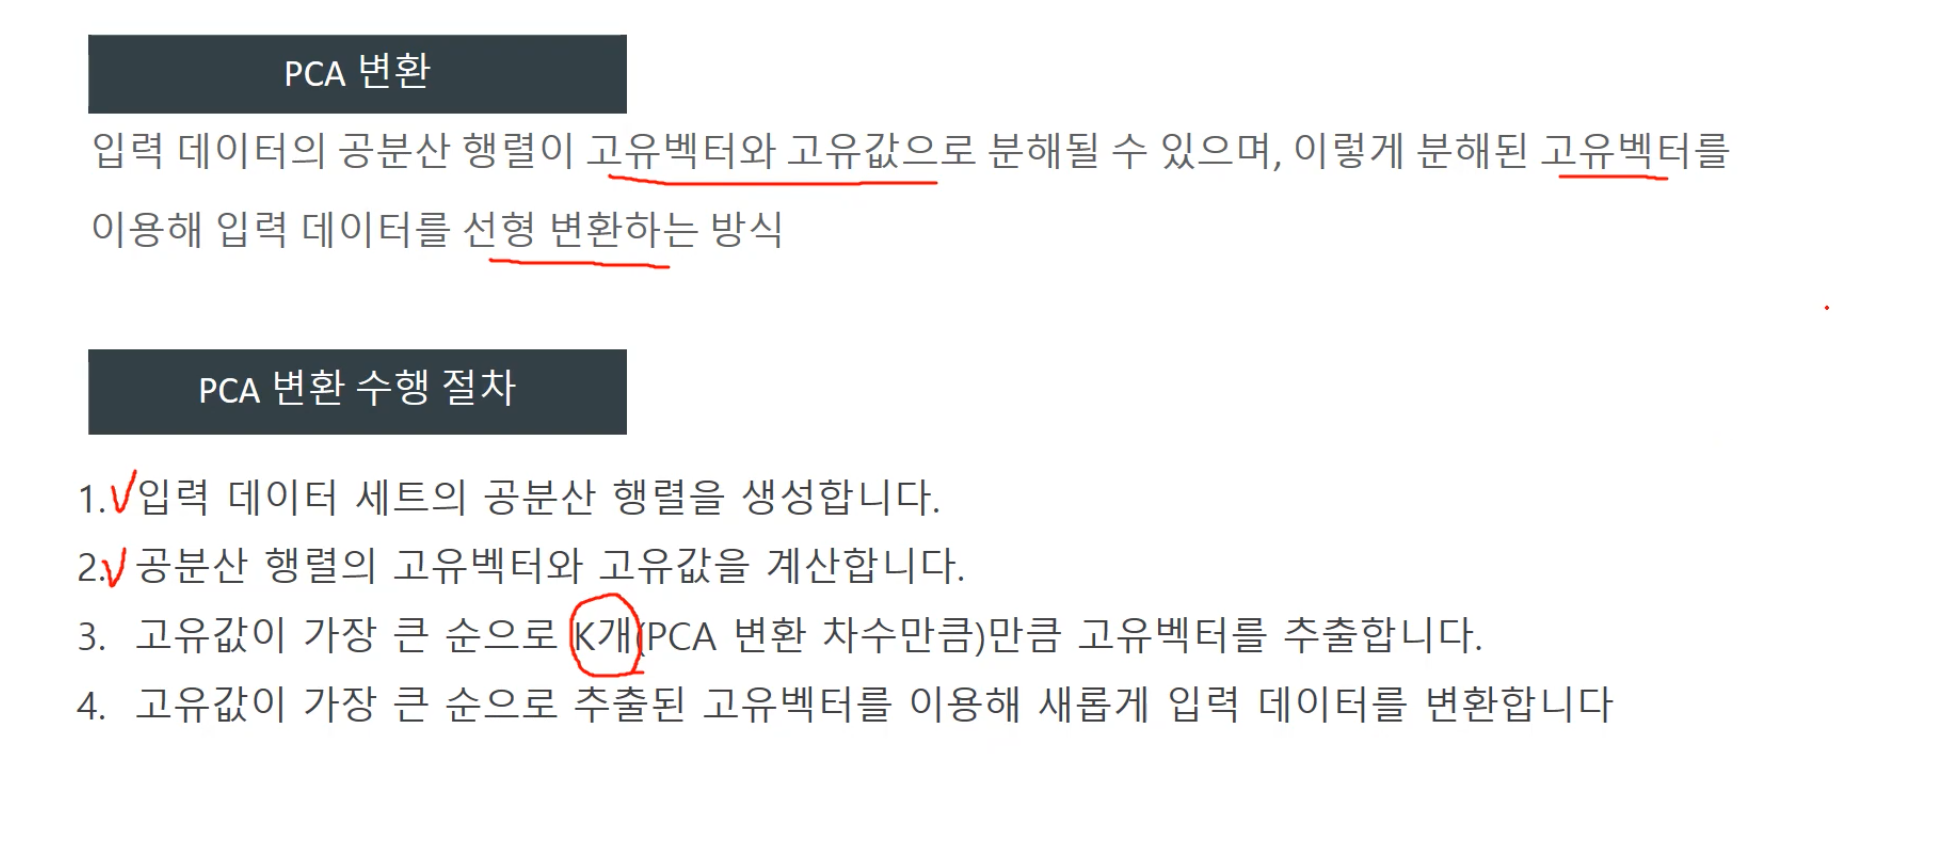 PCA 변환
입력 데이터의 공분산 행렬이 고유벡터와 고유값으로 분해될 수 있으며, 이렇게 분해된 고유벡터를
이용해 입력 데이터를 선형 변환하는 방식
PCA 변환 수행 절차
1. 입력 데이터 세트의 공분산 행렬을 생성합니다.
2. 공분산 행렬의 고유벡터와 고유값을 계산합니다.
3. 고유값이 가장 큰 순으로 K개(PCA 변환 차수만큼)만큼 고유벡터를 추출합니다.
4. 고유값이 가장 큰 순으로 추출된 고유벡터를 이용해 새롭게 입력 데이터를 변환합니다